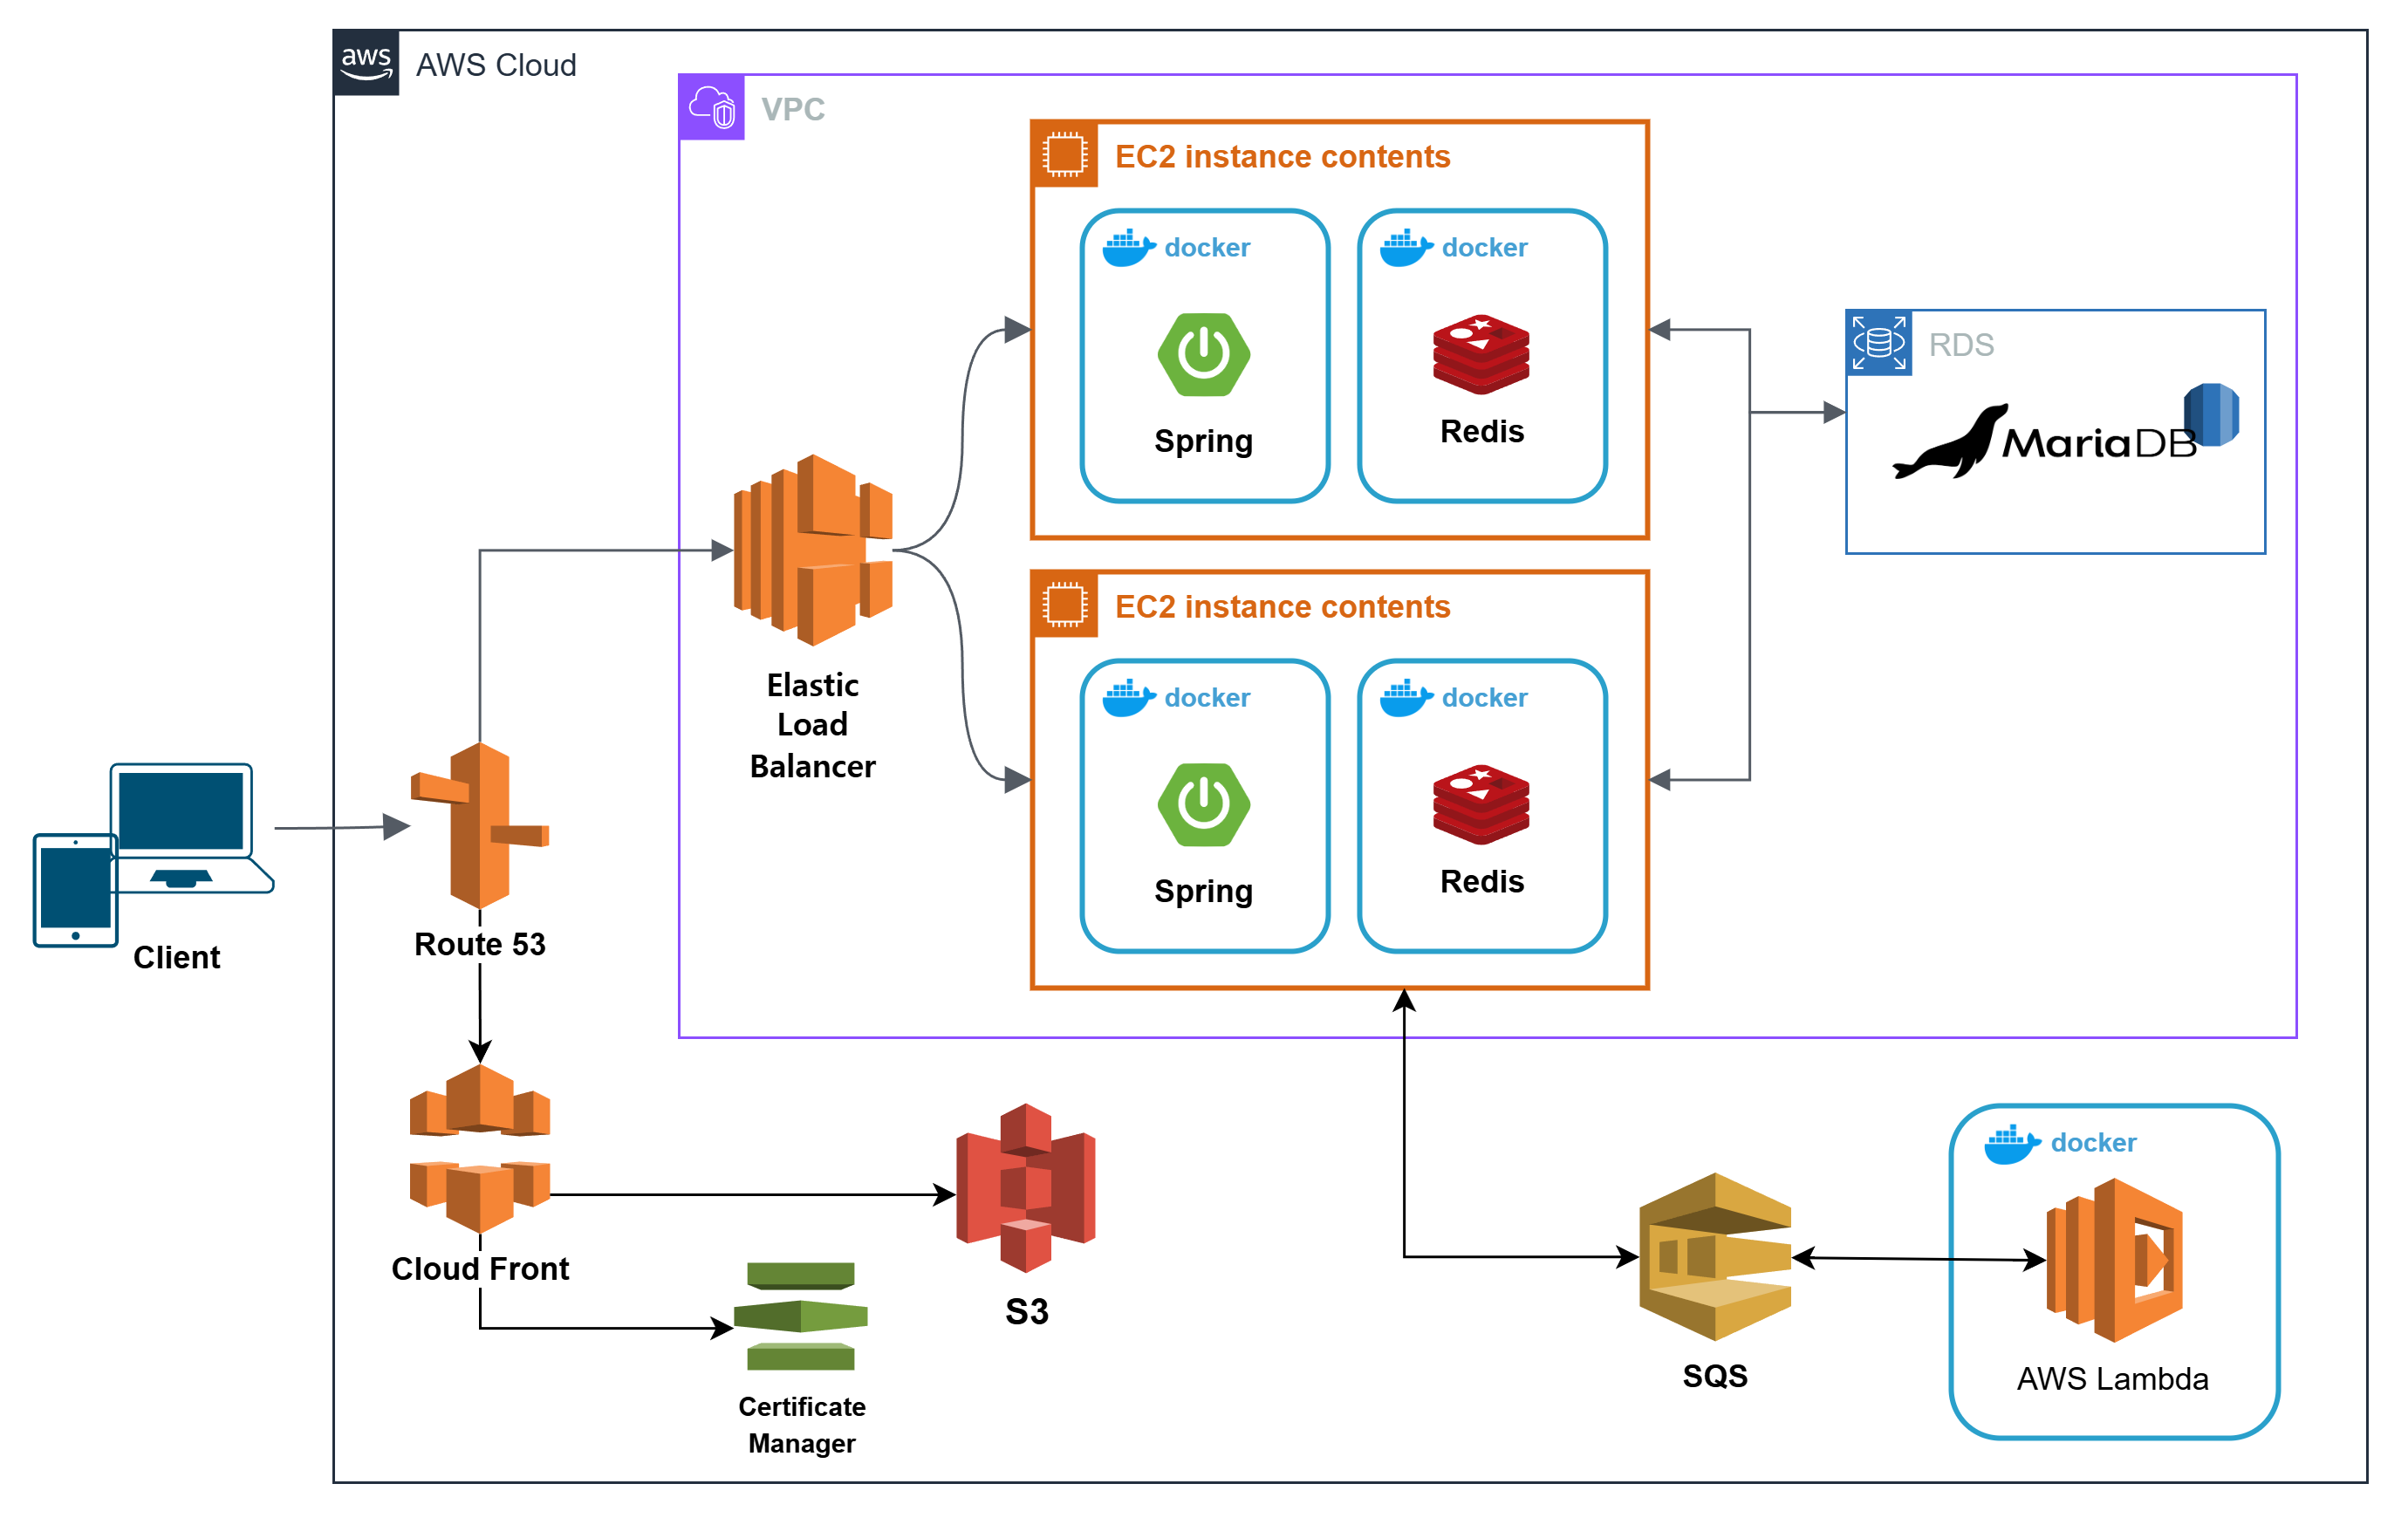 aws
AWS Cloud
VPC
EC2 instance contents
docker
docker
Spring
Redis
RDS
MariaDB
Elastic
Load
Balancer
EC2 instance contents
docker
docker
Spring
Redis
Client
Route 53
Cloud Front
S3
Certificate
Manager
SQS
docker
AWS Lambda